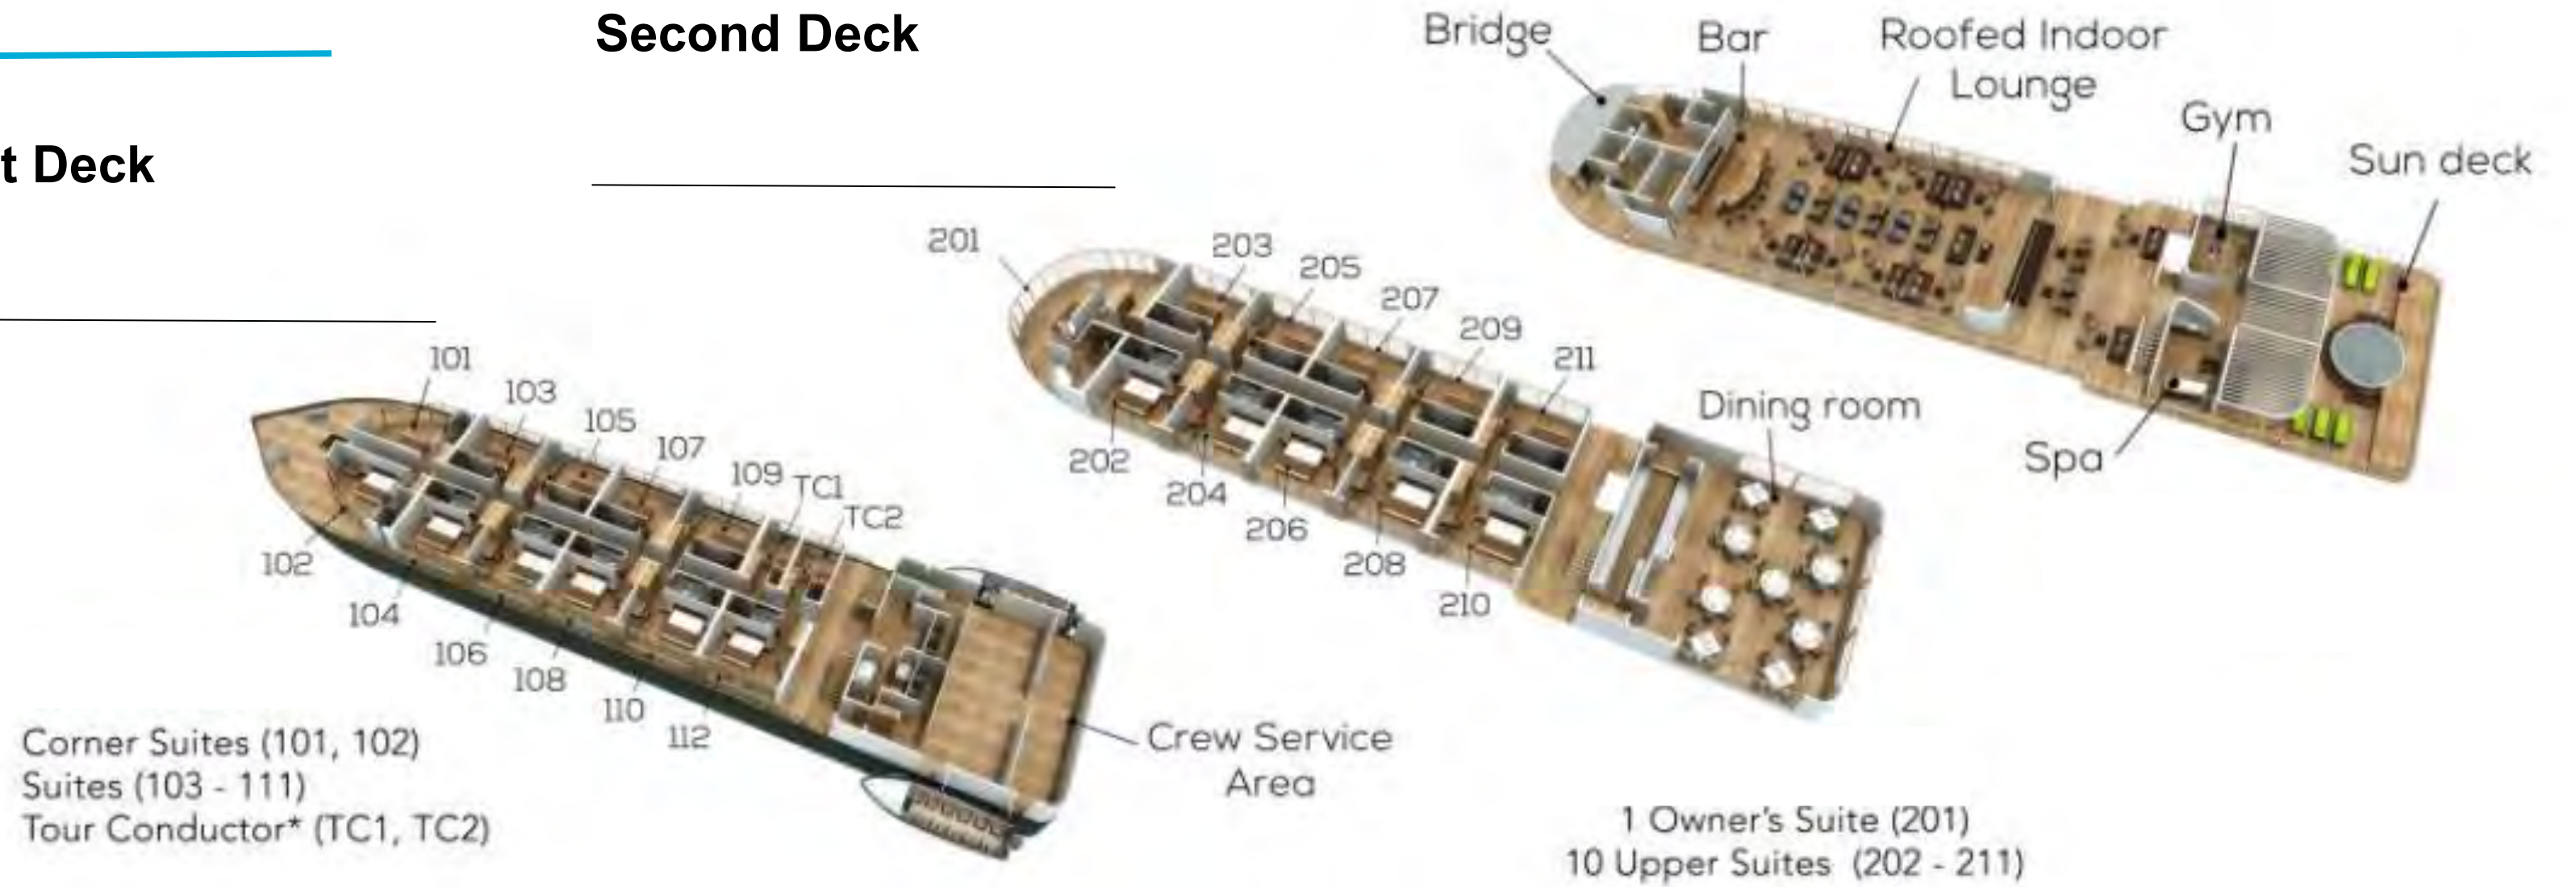 Second Deck
t Deck
Bridge
Bar
Roofed Indoor
Lounge
Gym
Sun deck
Spa
201
203
205
207
209
211
Dining room
202
204
206
208
210
101
103
105
107
109
TC1
TC2
102
104
106
108
110
112
Crew Service
Area
Corner Suites (101, 102)
Suites (103 - 111)
Tour Conductor* (TC1, TC2)
1 Owner's Suite (201)
10 Upper Suites (202 - 211)